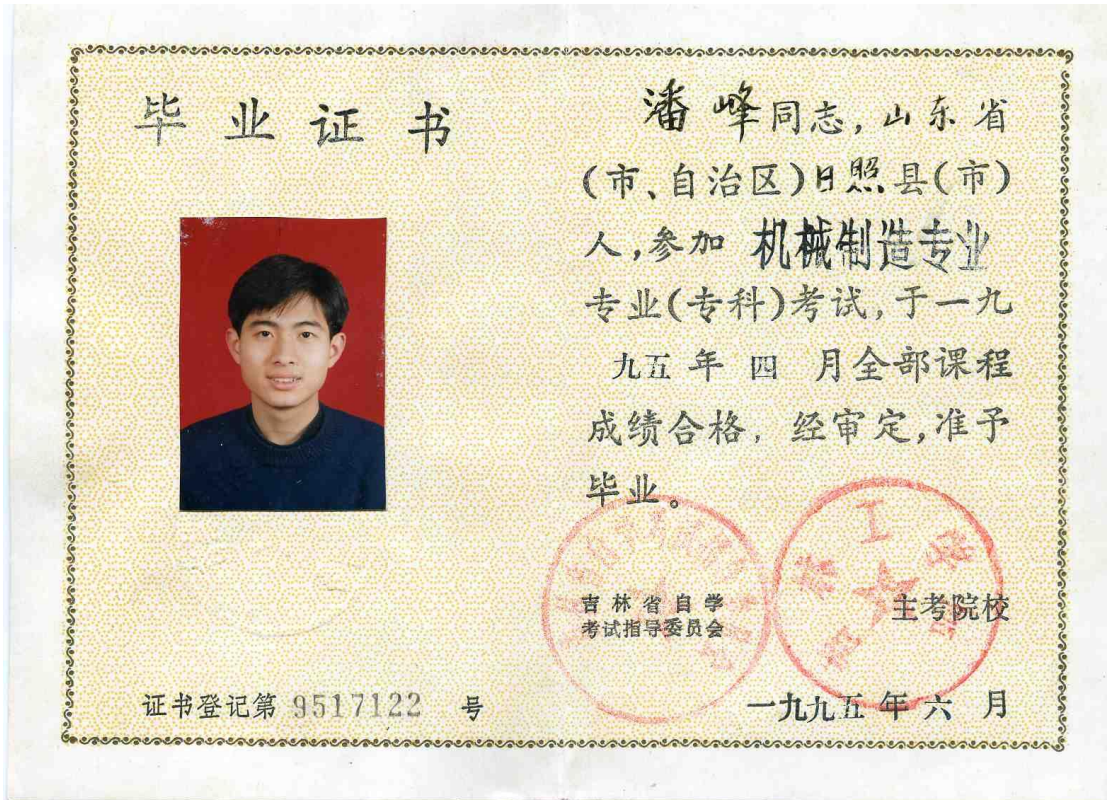 毕业证书
潘峰同志，山东省
(市、自治区)日照县(市)
人，参加 机械制造专业
专业(专科)考试，于一九
九五年 四 月全部课程
成绩合格，经审定，准予
毕业。
吉林省自学
考试指导委员会
主考院校
证书登记第 9517122 号
一九九五年六月